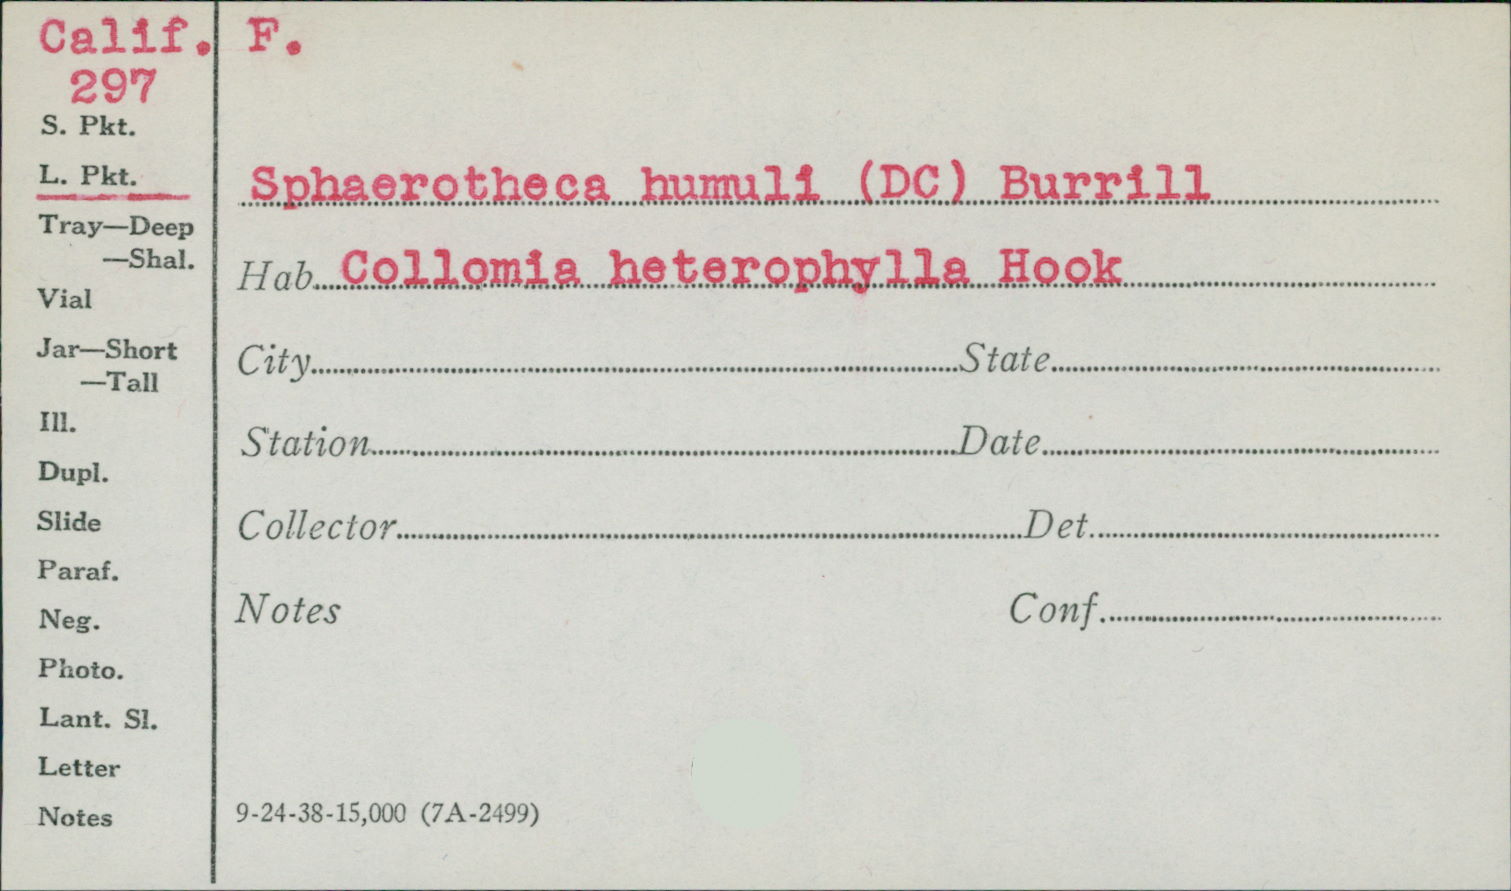 Calif. F.
297
S. Pkt.
L. Pkt.
Tray—Deep
—Shal.
Vial
Jar—Short
—Tall
Ill.
Dupl.
Slide
Paraf.
Neg.
Photo.
Lant. Sl.
Letter
Notes
Sphaerotheca humuli (DC) Burrill
Hab. Collomia heterophylla Hook
City State
Station Date
Collector Det.
Notes Conf.
9-24-38-15,000 (7A-2499)